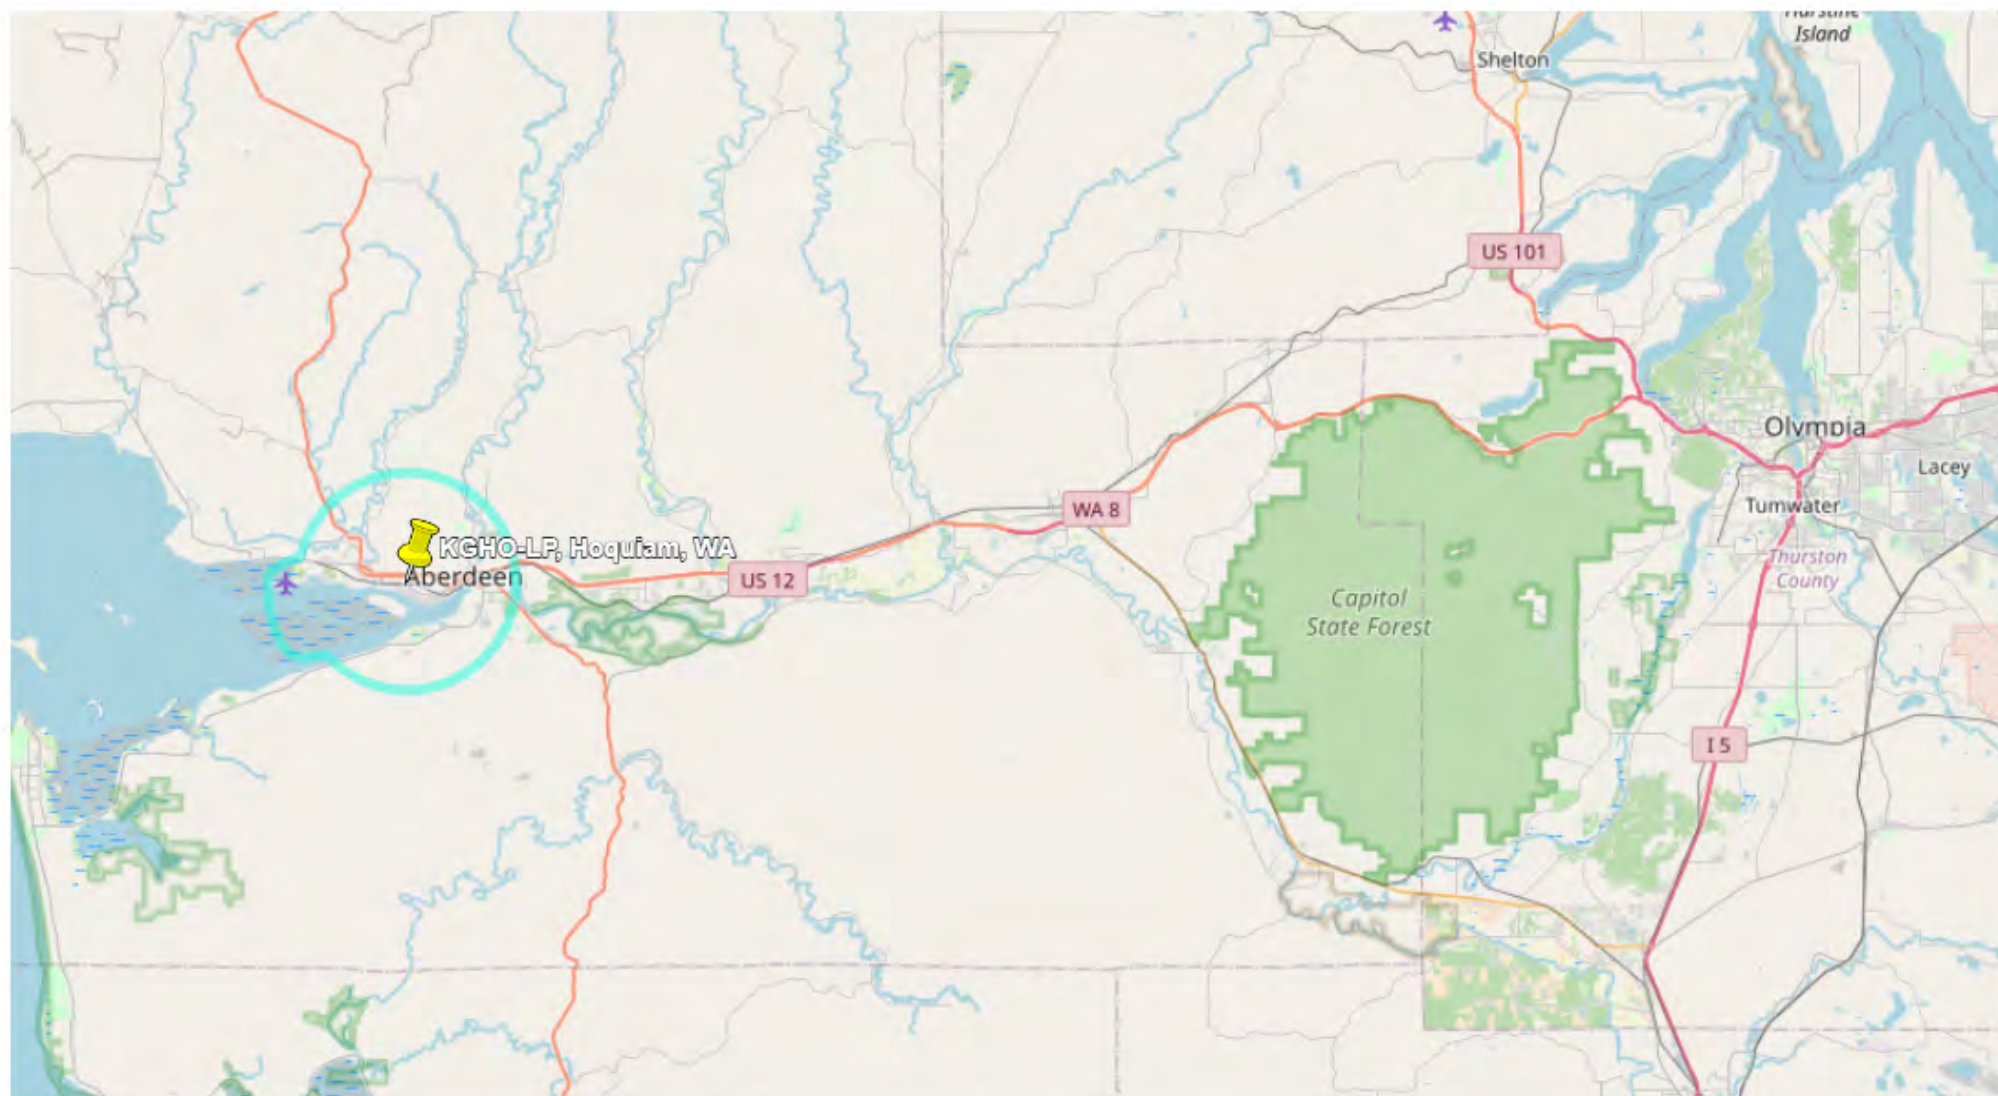 Harstine
Island
Shelton
US 101
Olympia
Lacey
WA 8
Tumwater
KGHO-LP, Hoquiam, WA
Aberdeen
US 12
Thurston
County
Capitol
State Forest
I 5